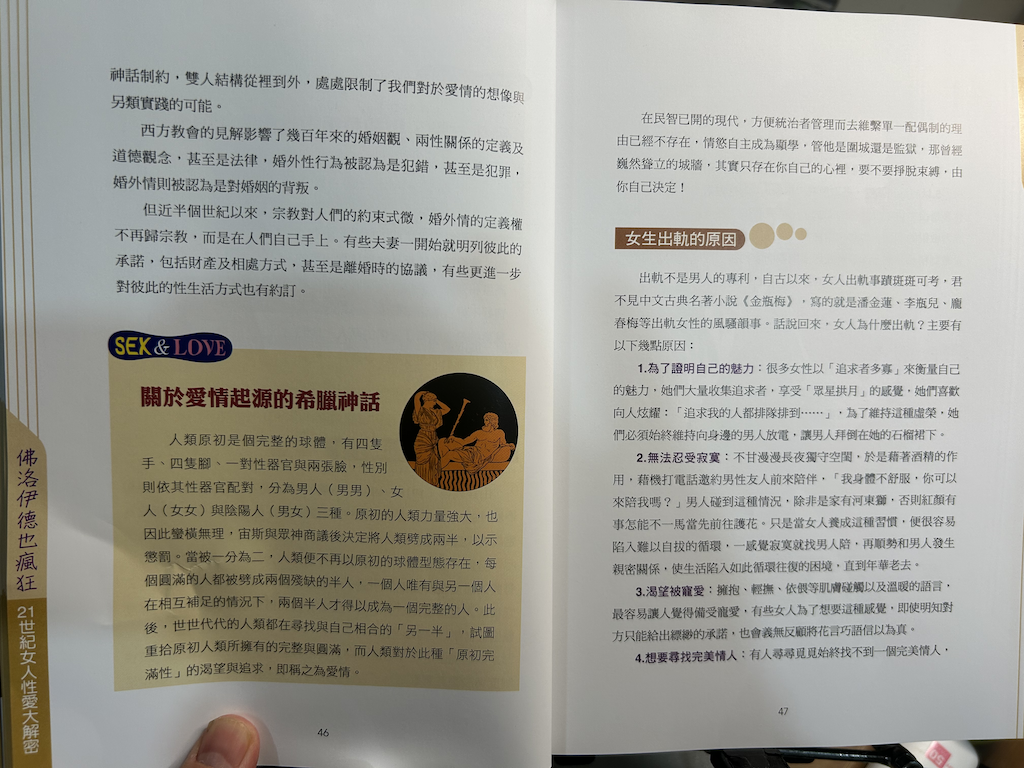 神話制約，雙人結構從裡到外，處處限制了我們對於愛情的想像與
另類實踐的可能。
西方教會的見解影響了幾百年來的婚姻觀、兩性關係的定義及
道德觀念，甚至是法律，婚外性行為被認為是犯錯，甚至是犯罪，
婚外情則被認為是對婚姻的背叛。
但近半個世紀以來，宗教對人們的約束式微，婚外情的定義權
不再歸宗教，而是在人們自己手上。有些夫妻一開始就明列彼此的
承諾，包括財產及相處方式，甚至是離婚時的協議，有些更進一步
對彼此的性生活方式也有約訂。
SEX & LOVE
關於愛情起源的希臘神話
人類原初是個完整的球體，有四隻
手、四隻腳、一對性器官與兩張臉，性別
則依其性器官配對，分為男人（男男）、女
人（女女）與陰陽人（男女）三種。原初的人類力量強大，也
因此蠻橫無理，宙斯與眾神商議後決定將人類劈成兩半，以示
懲罰。當被一分為二，人類便不再以原初的球體型態存在，每
個圓滿的人都被劈成兩個殘缺的半人，一個人唯有與另一個人
在相互補足的情況下，兩個半人才得以成為一個完整的人。此
後，世世代代的人類都在尋找與自己相合的「另一半」，試圖
重拾原初人類所擁有的完整與圓滿，而人類對於此種「原初完
滿性」的渴望與追求，即稱之為愛情。
佛洛伊德也瘋狂
21世紀女人性愛大解密
46
在民智已開的現代，方便統治者管理而去維繫單一配偶制的理
由已經不存在，情慾自主成為顯學，管他是圍城還是監獄，那曾經
巍然聳立的城牆，其實只存在你自己的心裡，要不要掙脫束縛，由
你自己決定！
女生出軌的原因
出軌不是男人的專利，自古以來，女人出軌事蹟斑斑可考，君
不見中文古典名著小說《金瓶梅》，寫的就是潘金蓮、李瓶兒、龐
春梅等出軌女性的風騷韻事。話說回來，女人為什麼出軌？主要有
以下幾點原因：
1.為了證明自己的魅力：很多女性以「追求者多寡」來衡量自己
的魅力，她們大量收集追求者，享受「眾星拱月」的感覺，她們喜歡
向人炫耀：「追求我的人都排隊排到……」，為了維持這種虛榮，她
們必須始終維持向身邊的男人放電，讓男人拜倒在她的石榴裙下。
2.無法忍受寂寞：不甘漫漫長夜獨守空閨，於是藉著酒精的作
用，藉機打電話邀約男性友人前來陪伴，「我身體不舒服，你可以
來陪我嗎？」男人碰到這種情況，除非是家有河東獅，否則紅顏有
事怎能不一馬當先前往護花。只是當女人養成這種習慣，便很容易
陷入難以自拔的循環，一感覺寂寞就找男人陪，再順勢和男人發生
親密關係，使生活陷入如此循環往復的困境，直到年華老去。
3.渴望被寵愛：擁抱、輕撫、依偎等肌膚碰觸以及溫暖的語言，
最容易讓人覺得備受寵愛，有些女人為了想要這種感覺，即使明知對
方只能給出縹緲的承諾，也會義無反顧將花言巧語信以為真。
4.想要尋找完美情人：有人尋尋覓覓始終找不到一個完美情人，
47